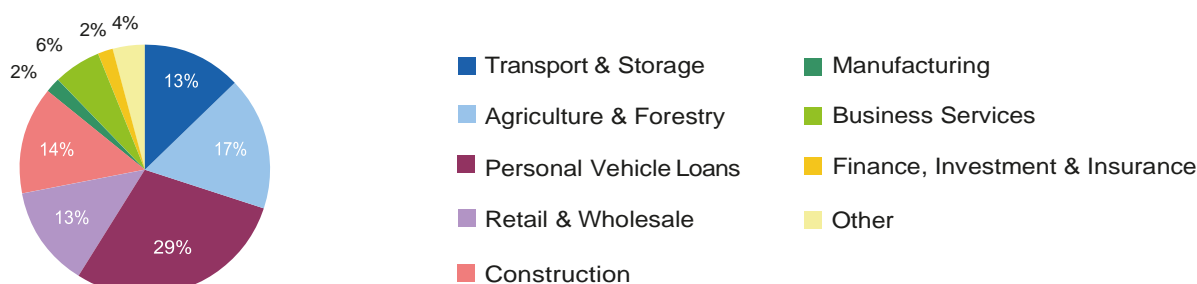 2% 4%
6%
2%
13%
17%
14%
13%
29%
Transport & Storage
Agriculture & Forestry
Personal Vehicle Loans
Retail & Wholesale
Construction
Manufacturing
Business Services
Finance, Investment & Insurance
Other